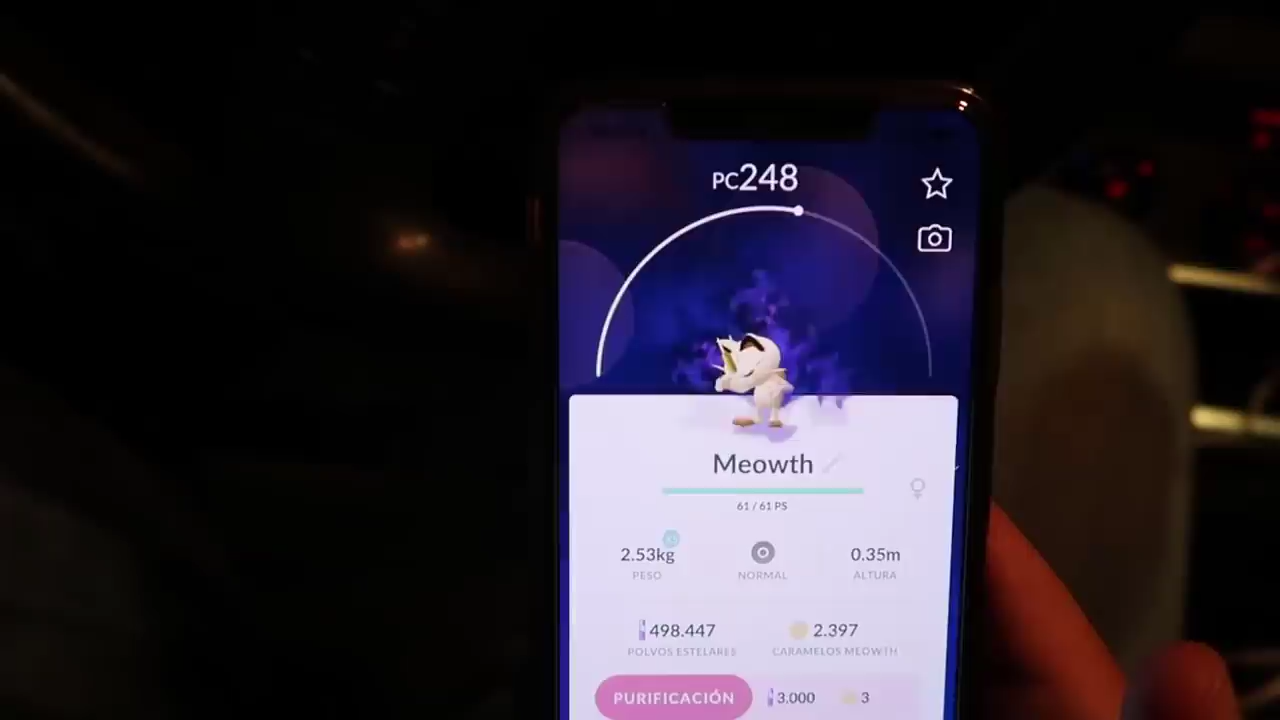 PC248
Meowth
61 / 61 PS
2.53kg
PESO
NORMAL
0.35m
ALTURA
498.447
POLVOS ESTELARES
2.397
CARAMELOS MEOWTH
PURIFICACIÓN
3.000
3